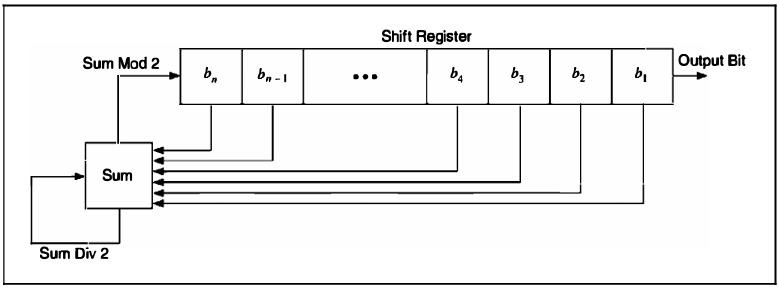 Shift Register
Sum Mod 2
b_n b_{n-1} ••• b_4 b_3 b_2 b_1
Output Bit
Sum
Sum Div 2